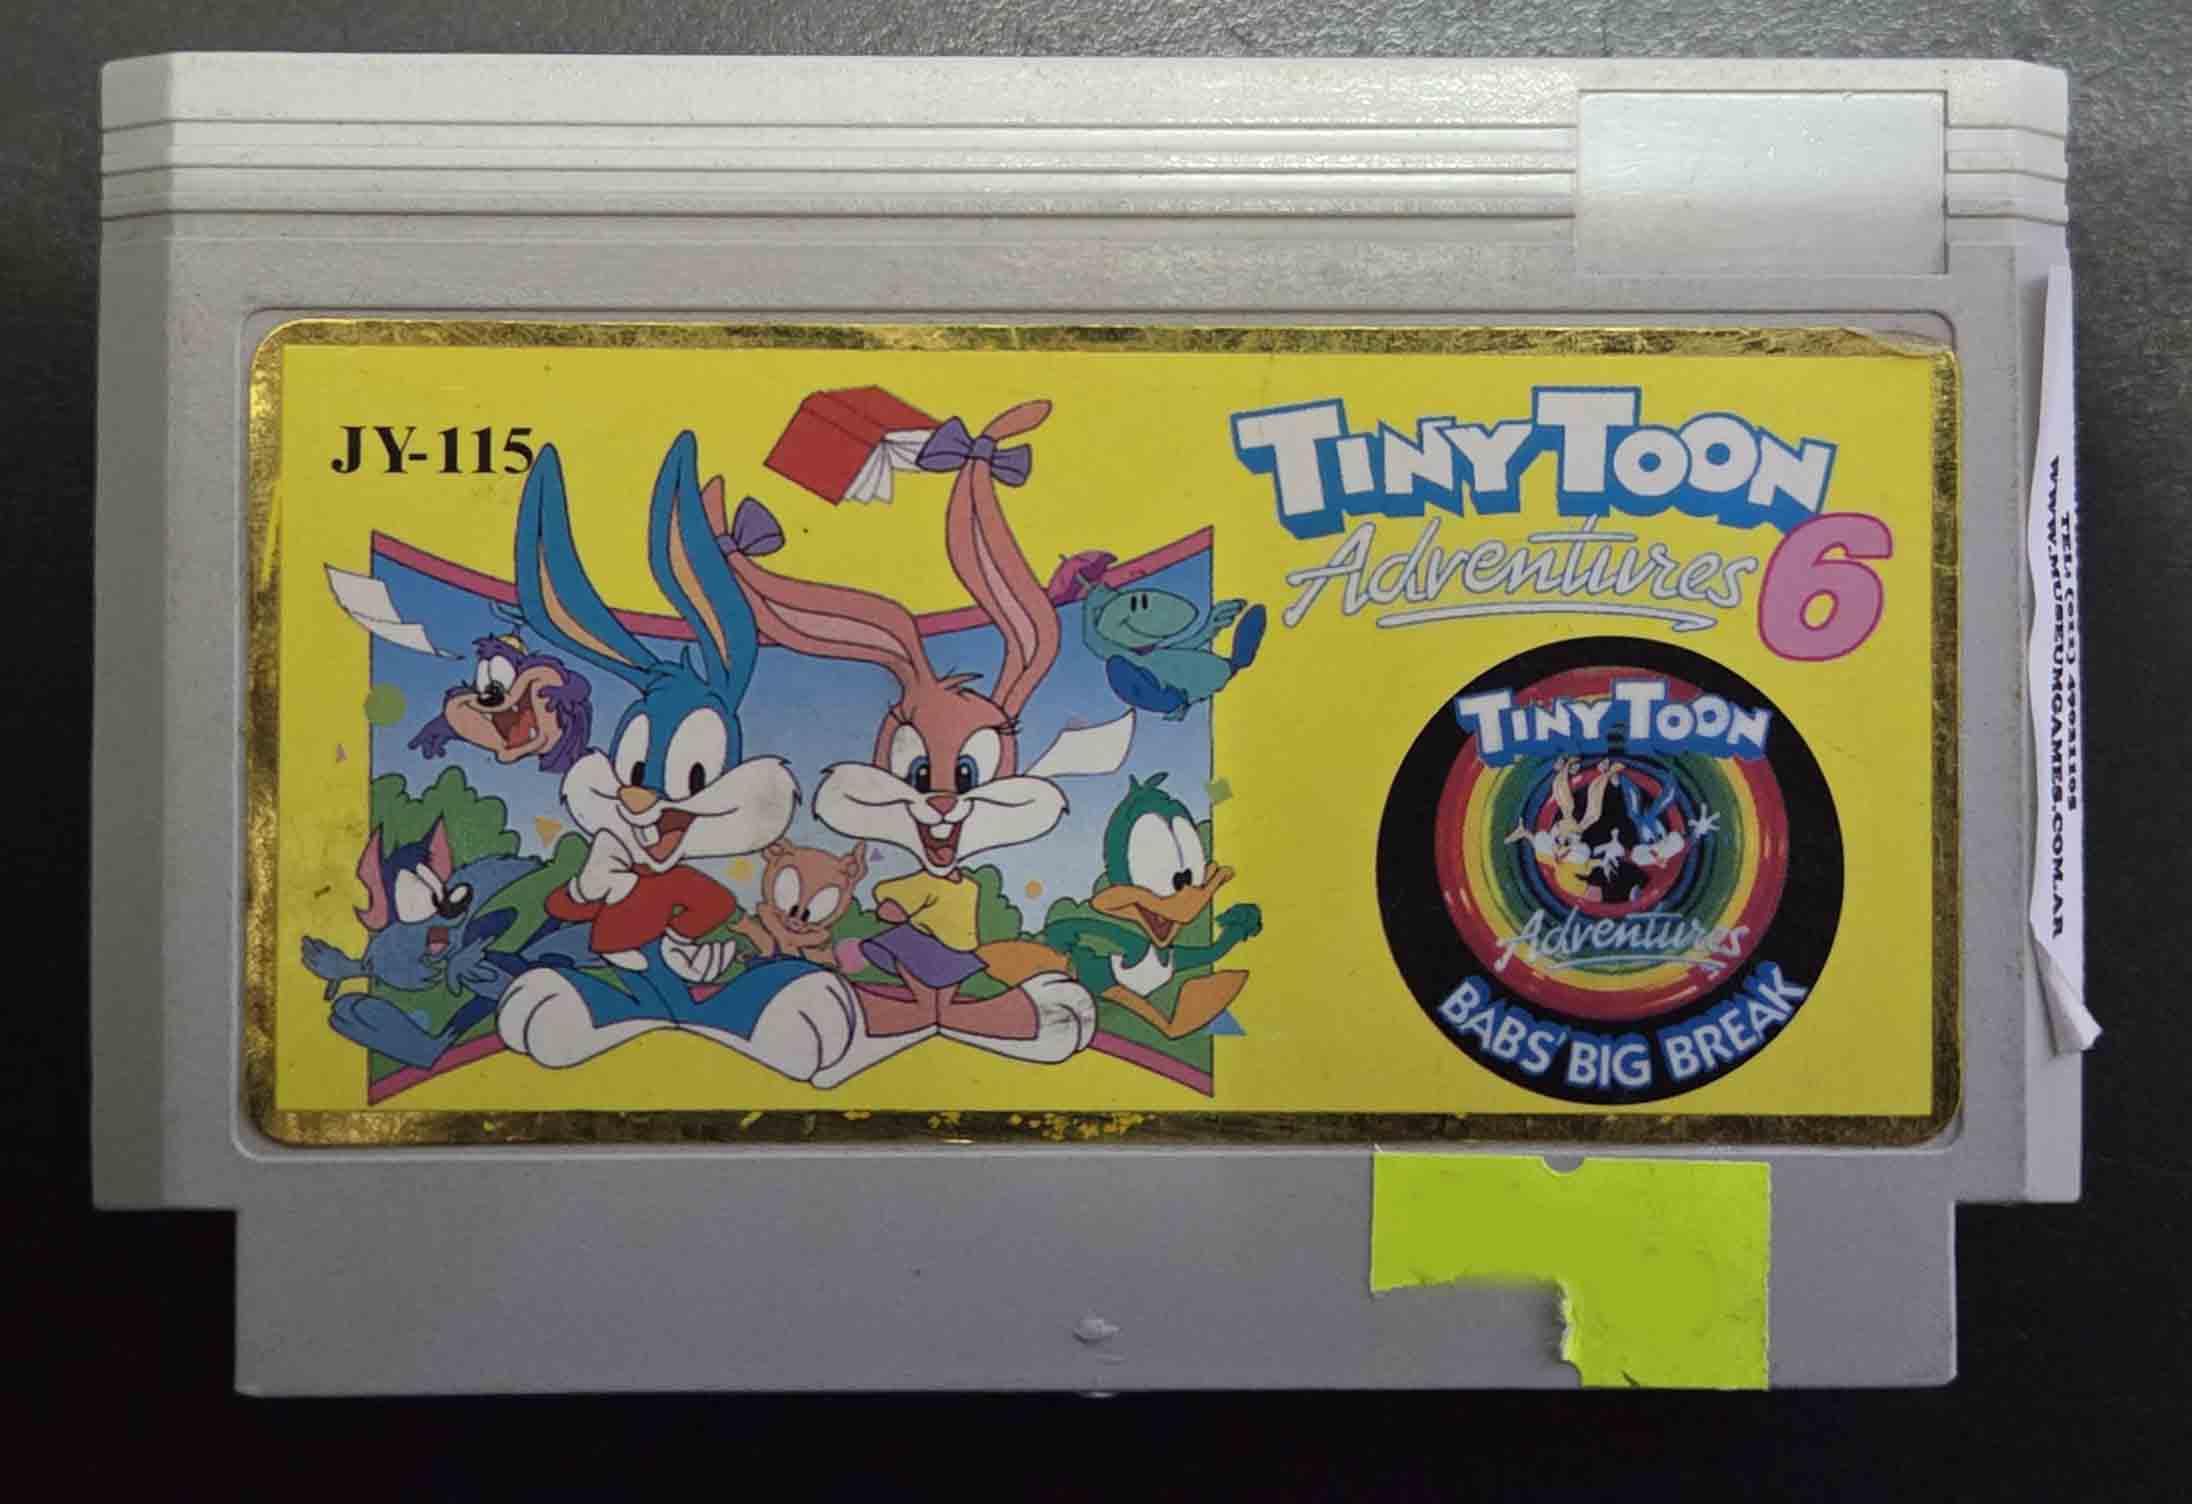 JY-115
TINY TOON
Adventures 6
TINY TOON
Adventures
BABS' BIG BREAK
WWW.MUSEUMGAMES.COM.AR